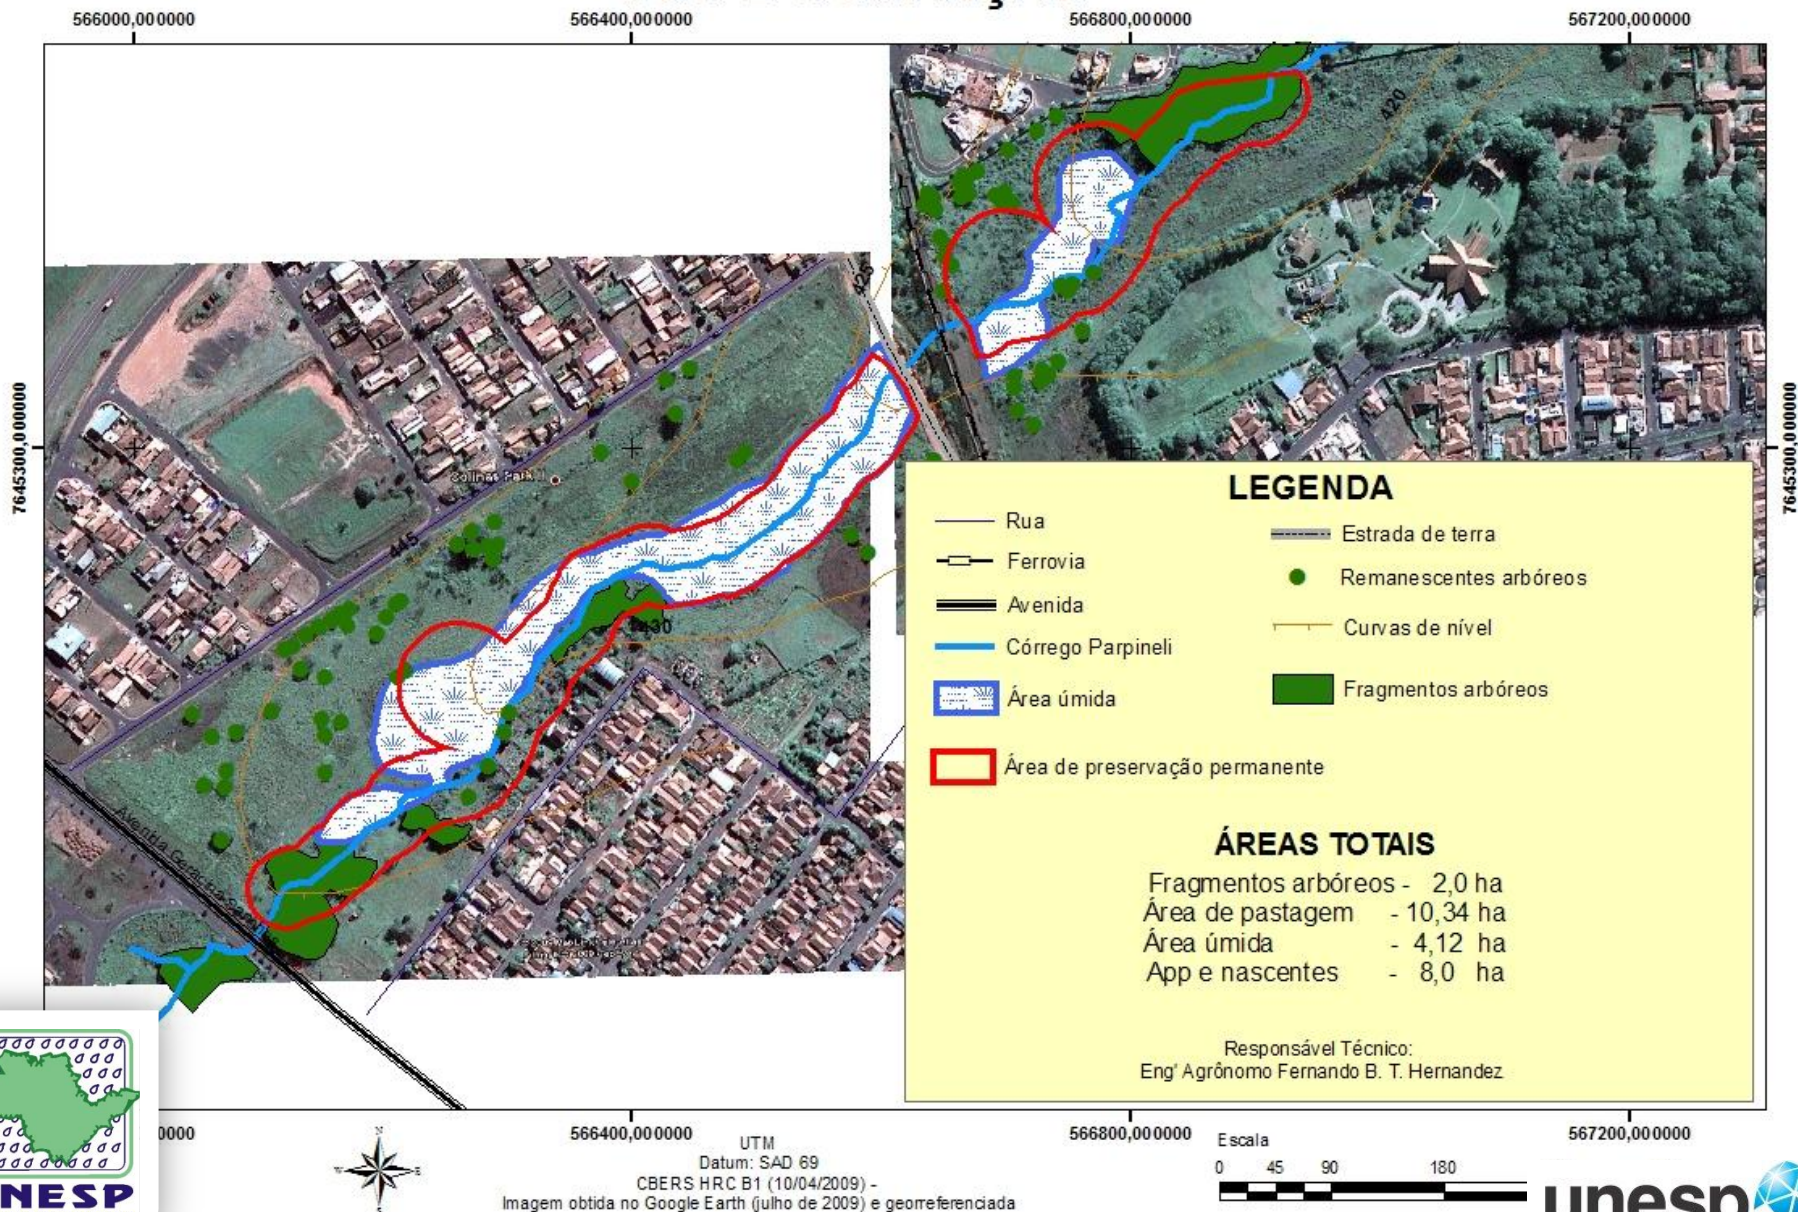 566000,000000 566400,000000 566800,000000 567200,000000
420
425
7645300,000000
7645300,000000
Colinas Park
445
430
Avenida
LEGENDA
Rua
Ferrovia
Avenida
Córrego Parpineli
Área úmida
Área de preservação permanente
Estrada de terra
Remanescentes arbóreos
Curvas de nível
Fragmentos arbóreos
ÁREAS TOTAIS
Fragmentos arbóreos - 2,0 ha
Área de pastagem - 10,34 ha
Área úmida - 4,12 ha
App e nascentes - 8,0 ha
Responsável Técnico:
Eng' Agrônomo Fernando B. T. Hernandez
0000 566400,000000 566800,000000 567200,000000
UTM
Datum: SAD 69
CBERS HRC B1 (10/04/2009) -
Imagem obtida no Google Earth (julho de 2009) e georreferenciada
Escala
0 45 90 180
NESP
unesp